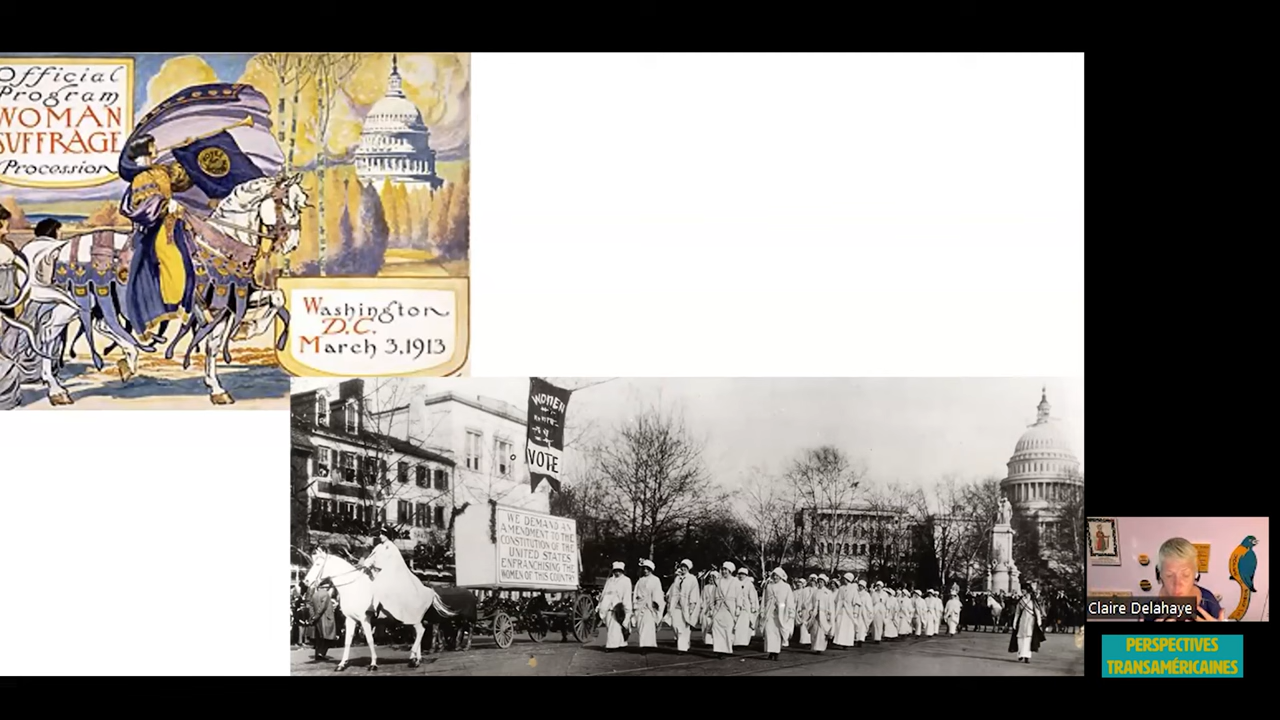 Official
Program
WOMAN
SUFFRAGE
Procession
Washington
D.C.
March 3, 1913
WOMEN
VOTE
WE DEMAND AN
AMENDMENT TO THE
CONSTITUTION OF THE
UNITED STATES
ENFRANCHISING THE
WOMEN OF THIS COUNTRY
Claire Delahaye
PERSPECTIVES
TRANSAMÉRICAINES